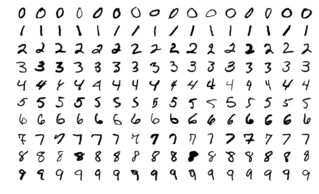 0 0 0 0 0 0 0 0 0 0 0 0 0 0 0 0
1 1 1 1 1 1 1 1 1 1 1 1 1 1 1 1
2 2 2 2 2 2 2 2 2 2 2 2 2 2 2 2
3 3 3 3 3 3 3 3 3 3 3 3 3 3 3 3
4 4 4 4 4 4 4 4 4 4 4 4 4 4 4 4
5 5 5 5 5 5 5 5 5 5 5 5 5 5 5 5
6 6 6 6 6 6 6 6 6 6 6 6 6 6 6 6
7 7 7 7 7 7 7 7 7 7 7 7 7 7 7 7
8 8 8 8 8 8 8 8 8 8 8 8 8 8 8 8
9 9 9 9 9 9 9 9 9 9 9 9 9 9 9 9